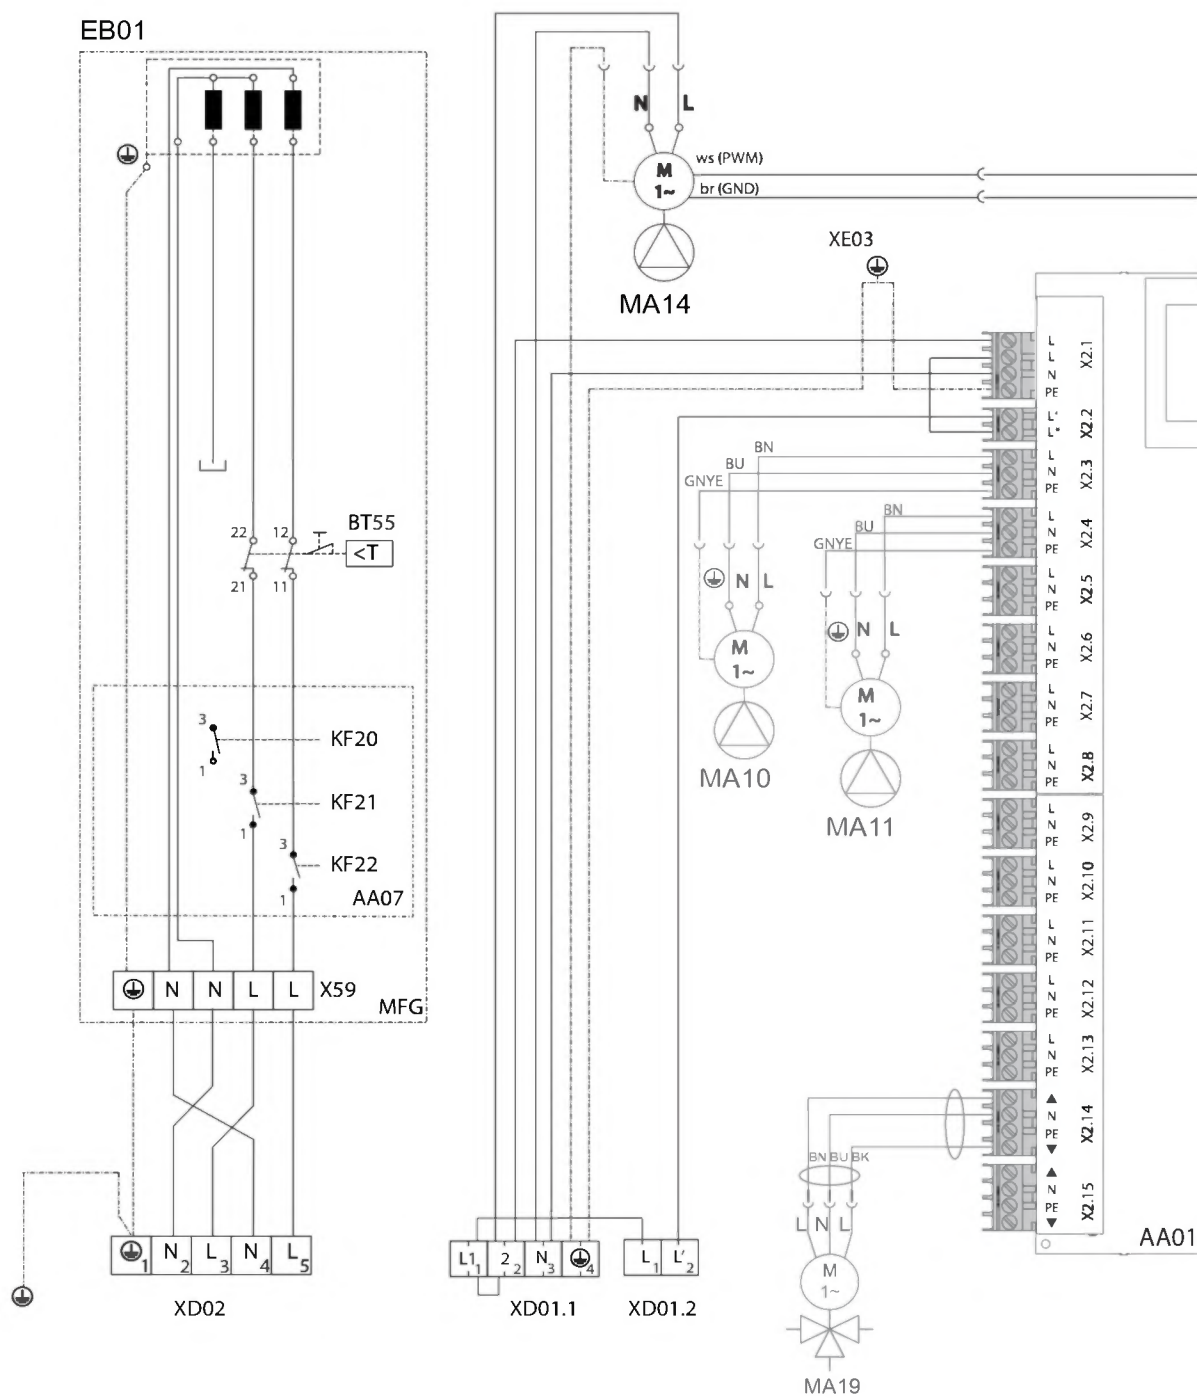 EB01
N L
M
1~
ws (PWM)
br (GND)
MA14
XE03
L
L
N
PE
X2.1
L'
L*
X2.2
L
N
PE
X2.3
L
N
PE
X2.4
L
N
PE
X2.5
L
N
PE
X2.6
L
N
PE
X2.7
L
N
PE
X2.8
L
N
PE
X2.9
L
N
PE
X2.10
L
N
PE
X2.11
L
N
PE
X2.12
L
N
PE
X2.13
▲
N
PE
▼
X2.14
▲
N
PE
▼
X2.15
AA01
BN
BU
GNYE
N L
M
1~
MA10
BN
BU
GNYE
N L
M
1~
MA11
22 12
BT55
<T
21 11
3
KF20
1
3
KF21
1
3
KF22
1
AA07
N N L L X59
MFG
1 N2 L3 N4 L5
XD02
L1 1 2 2 N 3 4
XD01.1
L 1 L' 2
XD01.2
BN BU BK
L N L
M
1~
MA19